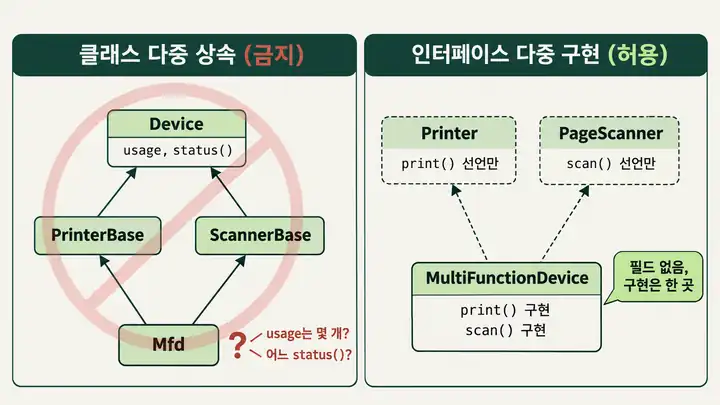 클래스 다중 상속 (금지)
Device
usage, status()
PrinterBase
ScannerBase
Mfd
?
usage는 몇 개?
어느 status()?
인터페이스 다중 구현 (허용)
Printer
print() 선언만
PageScanner
scan() 선언만
MultiFunctionDevice
print() 구현
scan() 구현
필드 없음,
구현은 한 곳